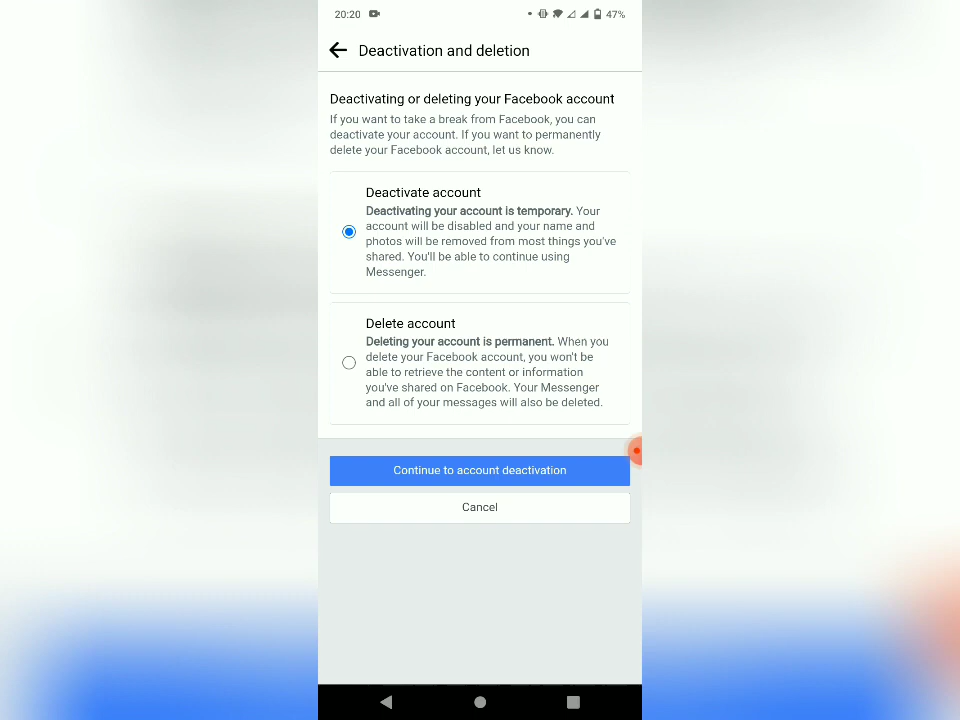 20:20
47%
Deactivation and deletion
Deactivating or deleting your Facebook account
If you want to take a break from Facebook, you can
deactivate your account. If you want to permanently
delete your Facebook account, let us know.
Deactivate account
Deactivating your account is temporary. Your
account will be disabled and your name and
photos will be removed from most things you've
shared. You'll be able to continue using
Messenger.
Delete account
Deleting your account is permanent. When you
delete your Facebook account, you won't be
able to retrieve the content or information
you've shared on Facebook. Your Messenger
and all of your messages will also be deleted.
Continue to account deactivation
Cancel